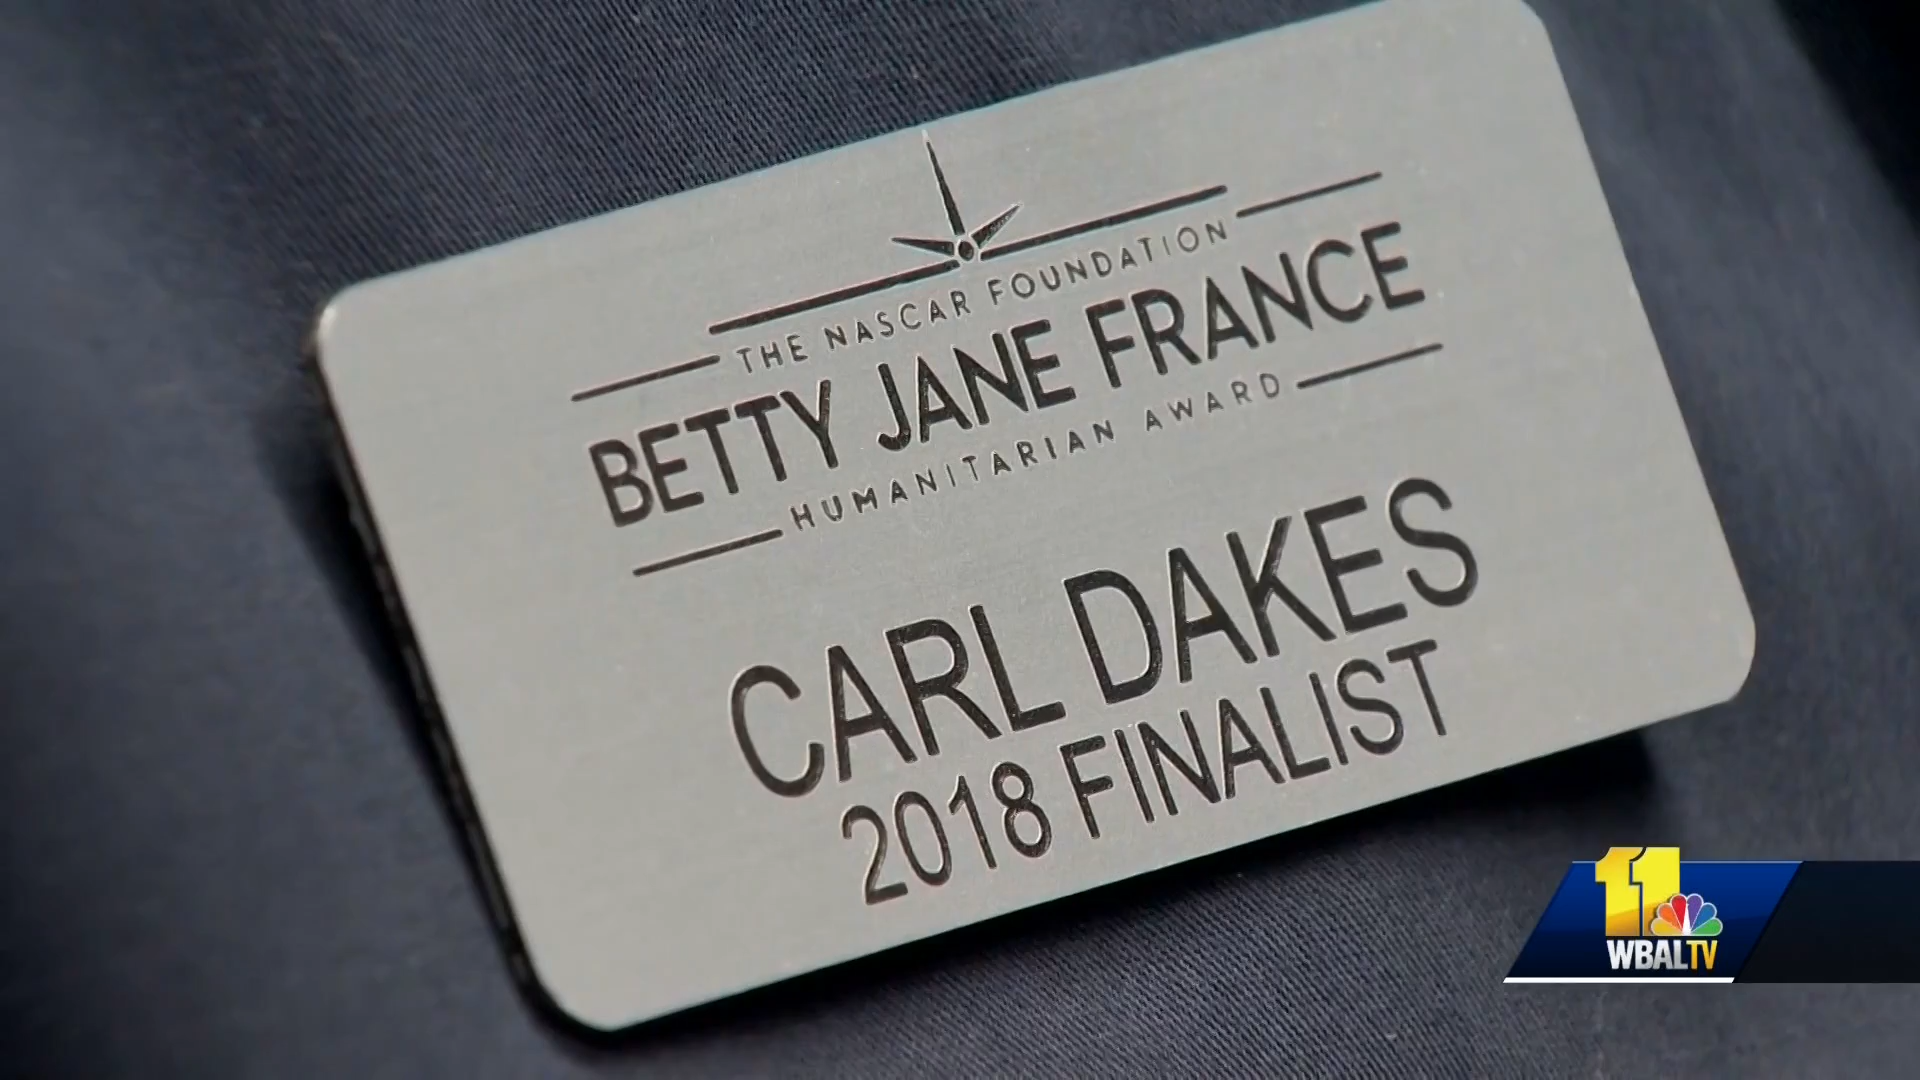 THE NASCAR FOUNDATION
BETTY JANE FRANCE
HUMANITARIAN AWARD
CARL DAKES
2018 FINALIST
11
WBALTV